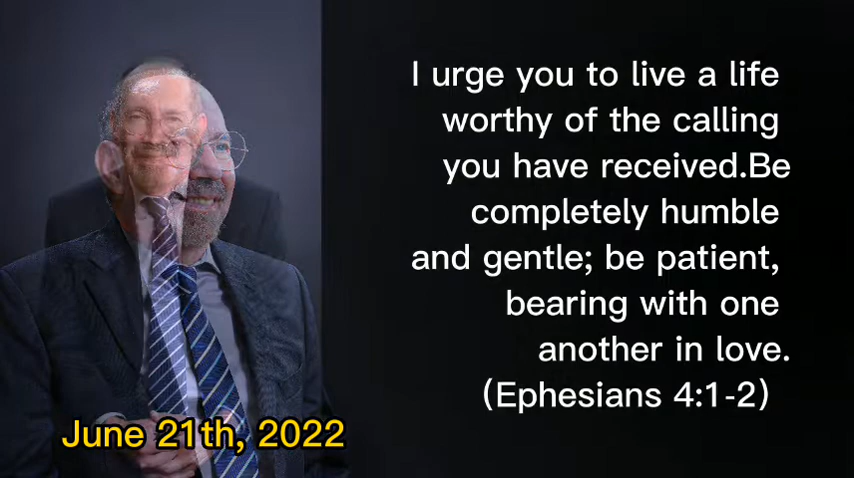 I urge you to live a life
worthy of the calling
you have received.Be
completely humble
and gentle; be patient,
bearing with one
another in love.
(Ephesians 4:1-2)
June 21th, 2022